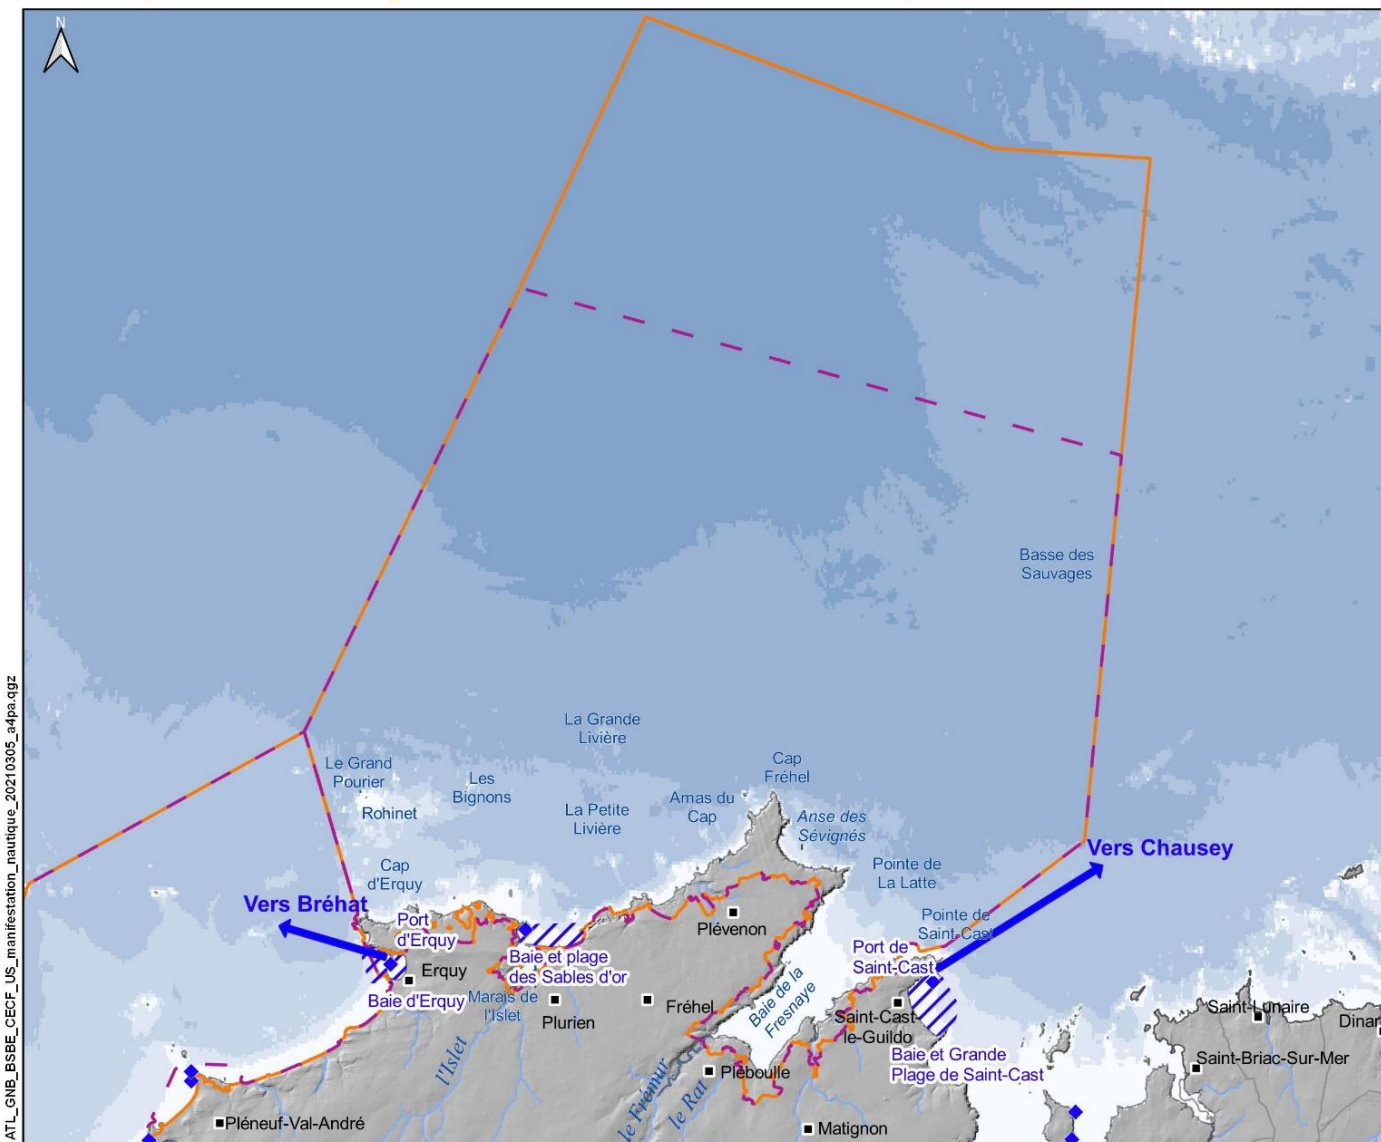 N
ATL_GNB_BSBE_CECF_US_manifestation_nautique_20210305_a4pa.qgz
Basse des
Sauvages
La Grande
Livière
Le Grand
Pourier
Les
Bignons
Cap
Fréhel
Rohinet
La Petite
Livière
Amas du
Cap
Anse des
Sévignés
Cap
d'Erquy
Pointe de
La Latte
Vers Chausey
Vers Bréhat
Port
d'Erquy
Pointe de
Saint-Cast
Plévenon
Port de
Saint-Cast
Baie et plage
des Sables d'or
Erquy
Baie d'Erquy
Marais de
l'Islet
Plurien
Fréhel
Baie de la
Fresnaye
Saint-Cast-
le-Guildo
Saint-Lunaire
Dinar
Baie et Grande
Plage de Saint-Cast
Saint-Briac-Sur-Mer
l'Islet
le Fremur
le Rat
Pléboulle
Pléneuf-Val-André
Matignon